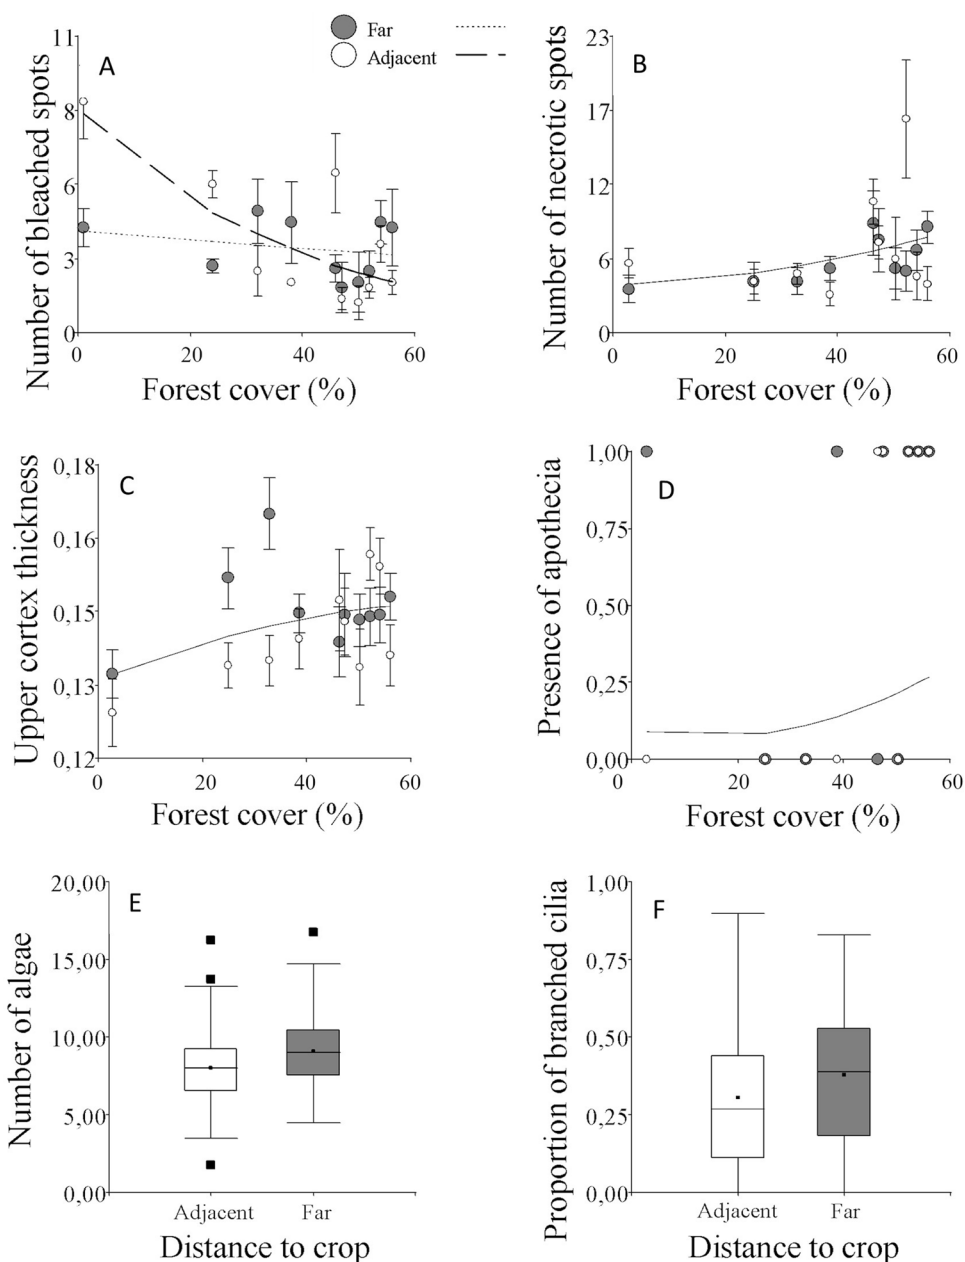 Far
Adjacent
A
Number of bleached spots
11
8
6
3
0
0
20
40
60
Forest cover (%)
B
Number of necrotic spots
23
17
12
6
0
0
20
40
60
Forest cover (%)
C
Upper cortex thickness
0,18
0,16
0,15
0,13
0,12
0
20
40
60
Forest cover (%)
D
Presence of apothecia
1,00
0,75
0,50
0,25
0,00
0
20
40
60
Forest cover (%)
E
Number of algae
20,00
15,00
10,00
5,00
0,00
Adjacent
Far
Distance to crop
F
Proportion of branched cilia
1,00
0,75
0,50
0,25
0,00
Adjacent
Far
Distance to crop